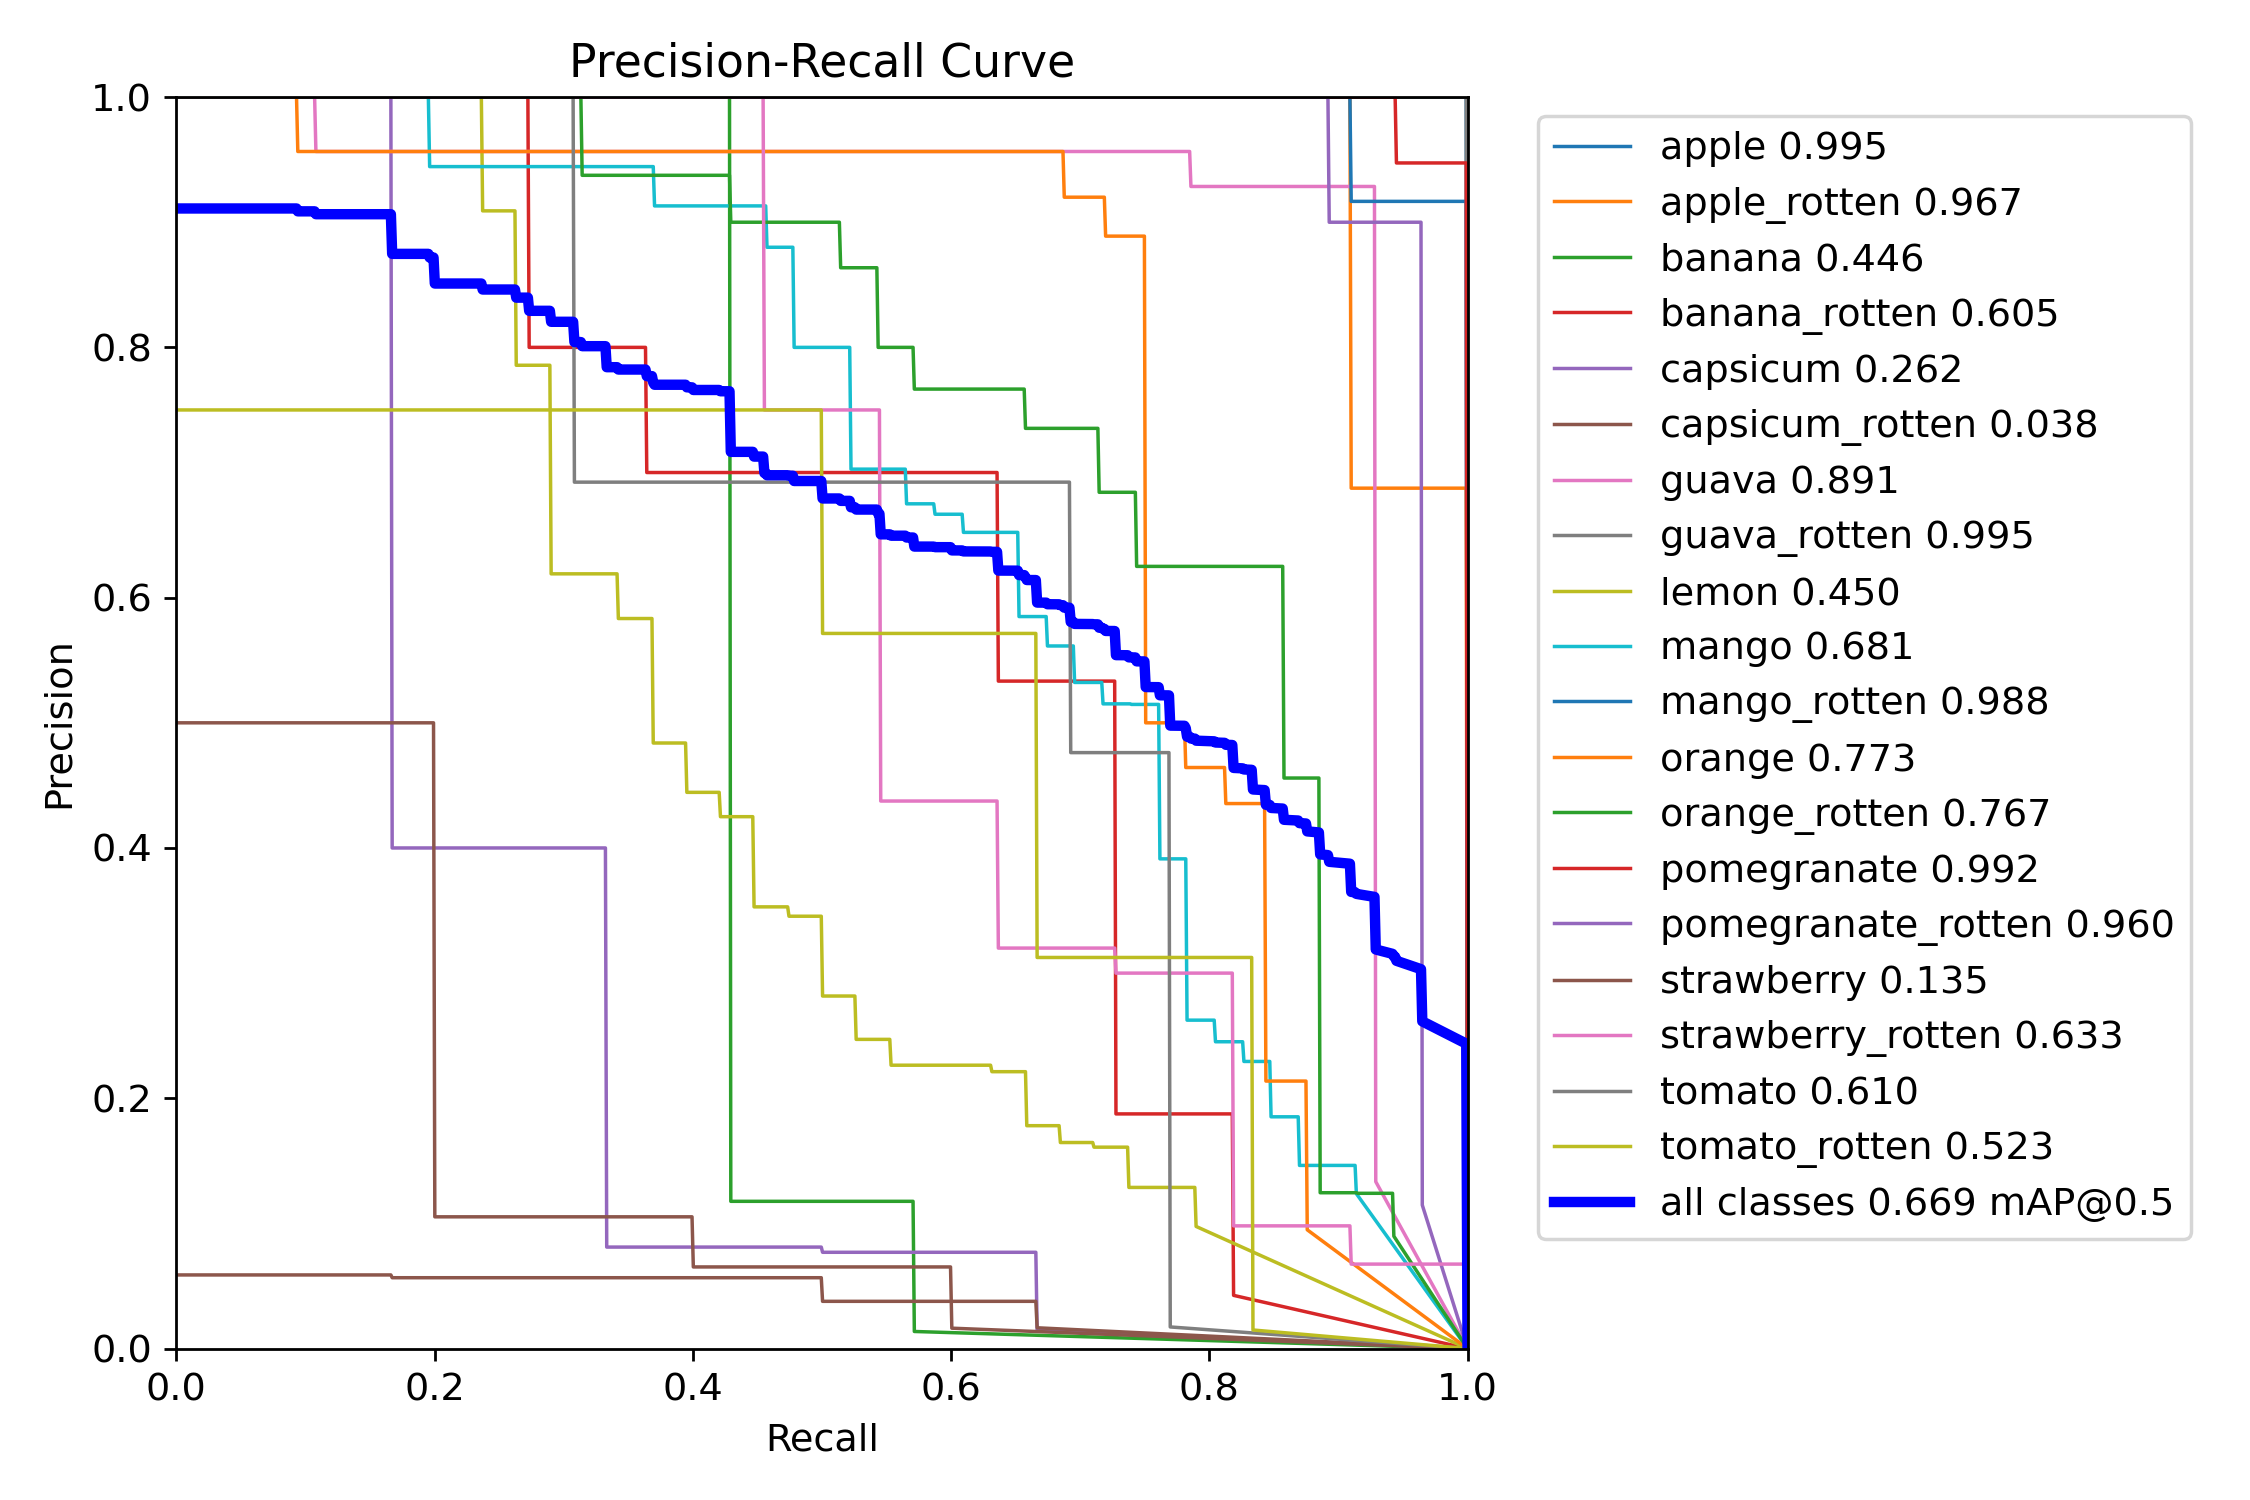 Precision-Recall Curve
1.0
0.8
0.6
0.4
0.2
0.0
Precision
0.0 0.2 0.4 0.6 0.8 1.0
Recall
apple 0.995
apple_rotten 0.967
banana 0.446
banana_rotten 0.605
capsicum 0.262
capsicum_rotten 0.038
guava 0.891
guava_rotten 0.995
lemon 0.450
mango 0.681
mango_rotten 0.988
orange 0.773
orange_rotten 0.767
pomegranate 0.992
pomegranate_rotten 0.960
strawberry 0.135
strawberry_rotten 0.633
tomato 0.610
tomato_rotten 0.523
all classes 0.669 mAP@0.5